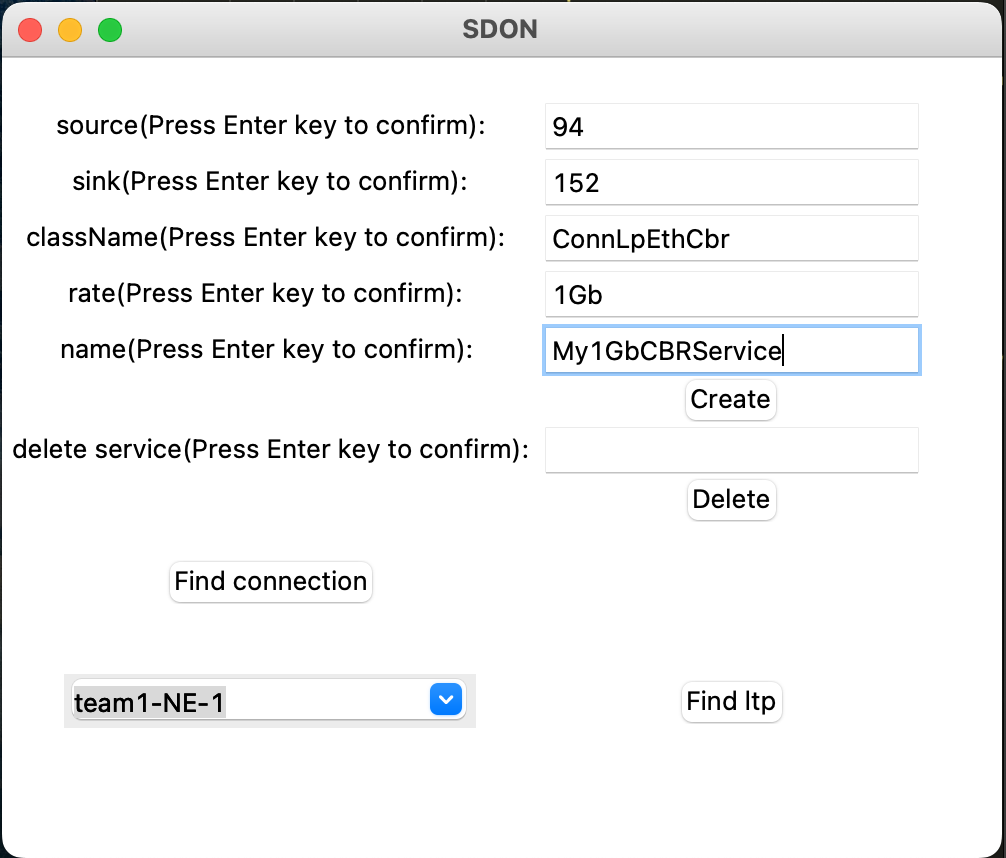 SDON
source(Press Enter key to confirm): 94
sink(Press Enter key to confirm): 152
className(Press Enter key to confirm): ConnLpEthCbr
rate(Press Enter key to confirm): 1Gb
name(Press Enter key to confirm): My1GbCBRService
Create
delete service(Press Enter key to confirm):
Delete
Find connection
team1-NE-1 Find ltp